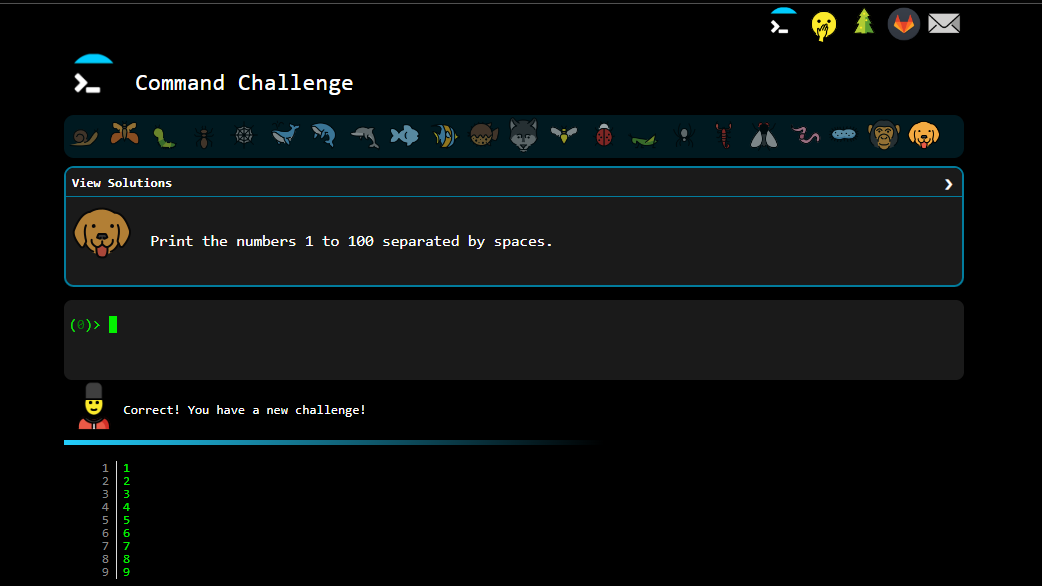 Command Challenge
View Solutions
Print the numbers 1 to 100 separated by spaces.
(0)>
Correct! You have a new challenge!
1 1
2 2
3 3
4 4
5 5
6 6
7 7
8 8
9 9